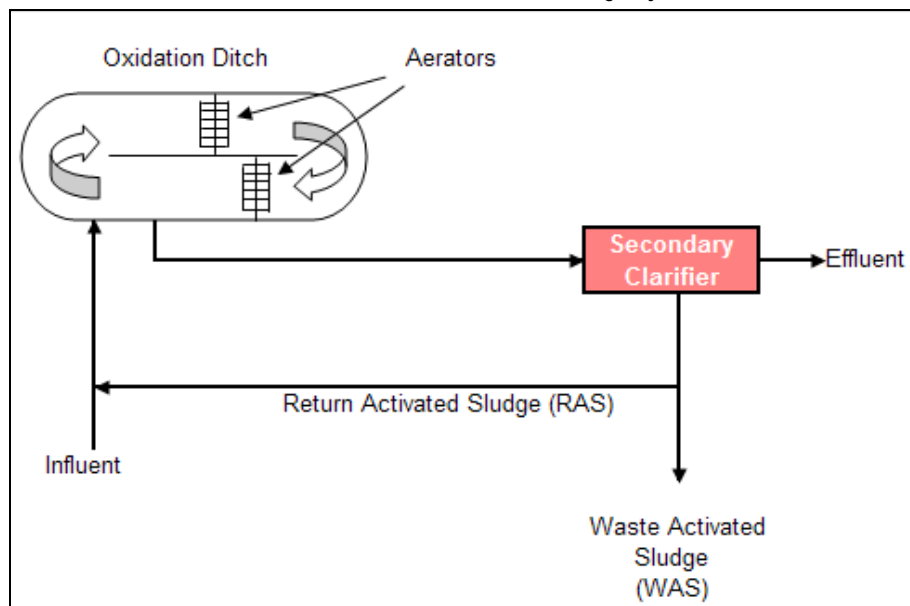 Oxidation Ditch
Aerators
Secondary
Clarifier
Effluent
Return Activated Sludge (RAS)
Influent
Waste Activated
Sludge
(WAS)